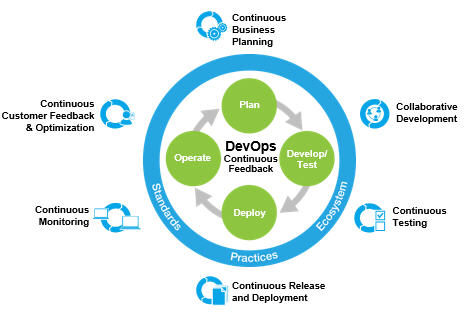 Continuous
Business
Planning
Continuous
Customer Feedback
& Optimization
Collaborative
Development
Plan
Operate
DevOps
Continuous
Feedback
Develop/
Test
Deploy
Standards
Practices
Ecosystem
Continuous
Monitoring
Continuous
Testing
Continuous Release
and Deployment